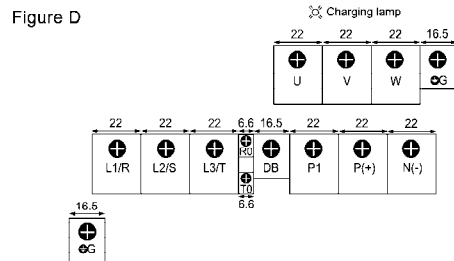 Figure D
Charging lamp
22 22 22 16.5
U V W G
22 22 22 6.6 16.5 22 22 22
R0
L1/R L2/S L3/T DB P1 P(+) N(-)
T0
6.6
16.5
G